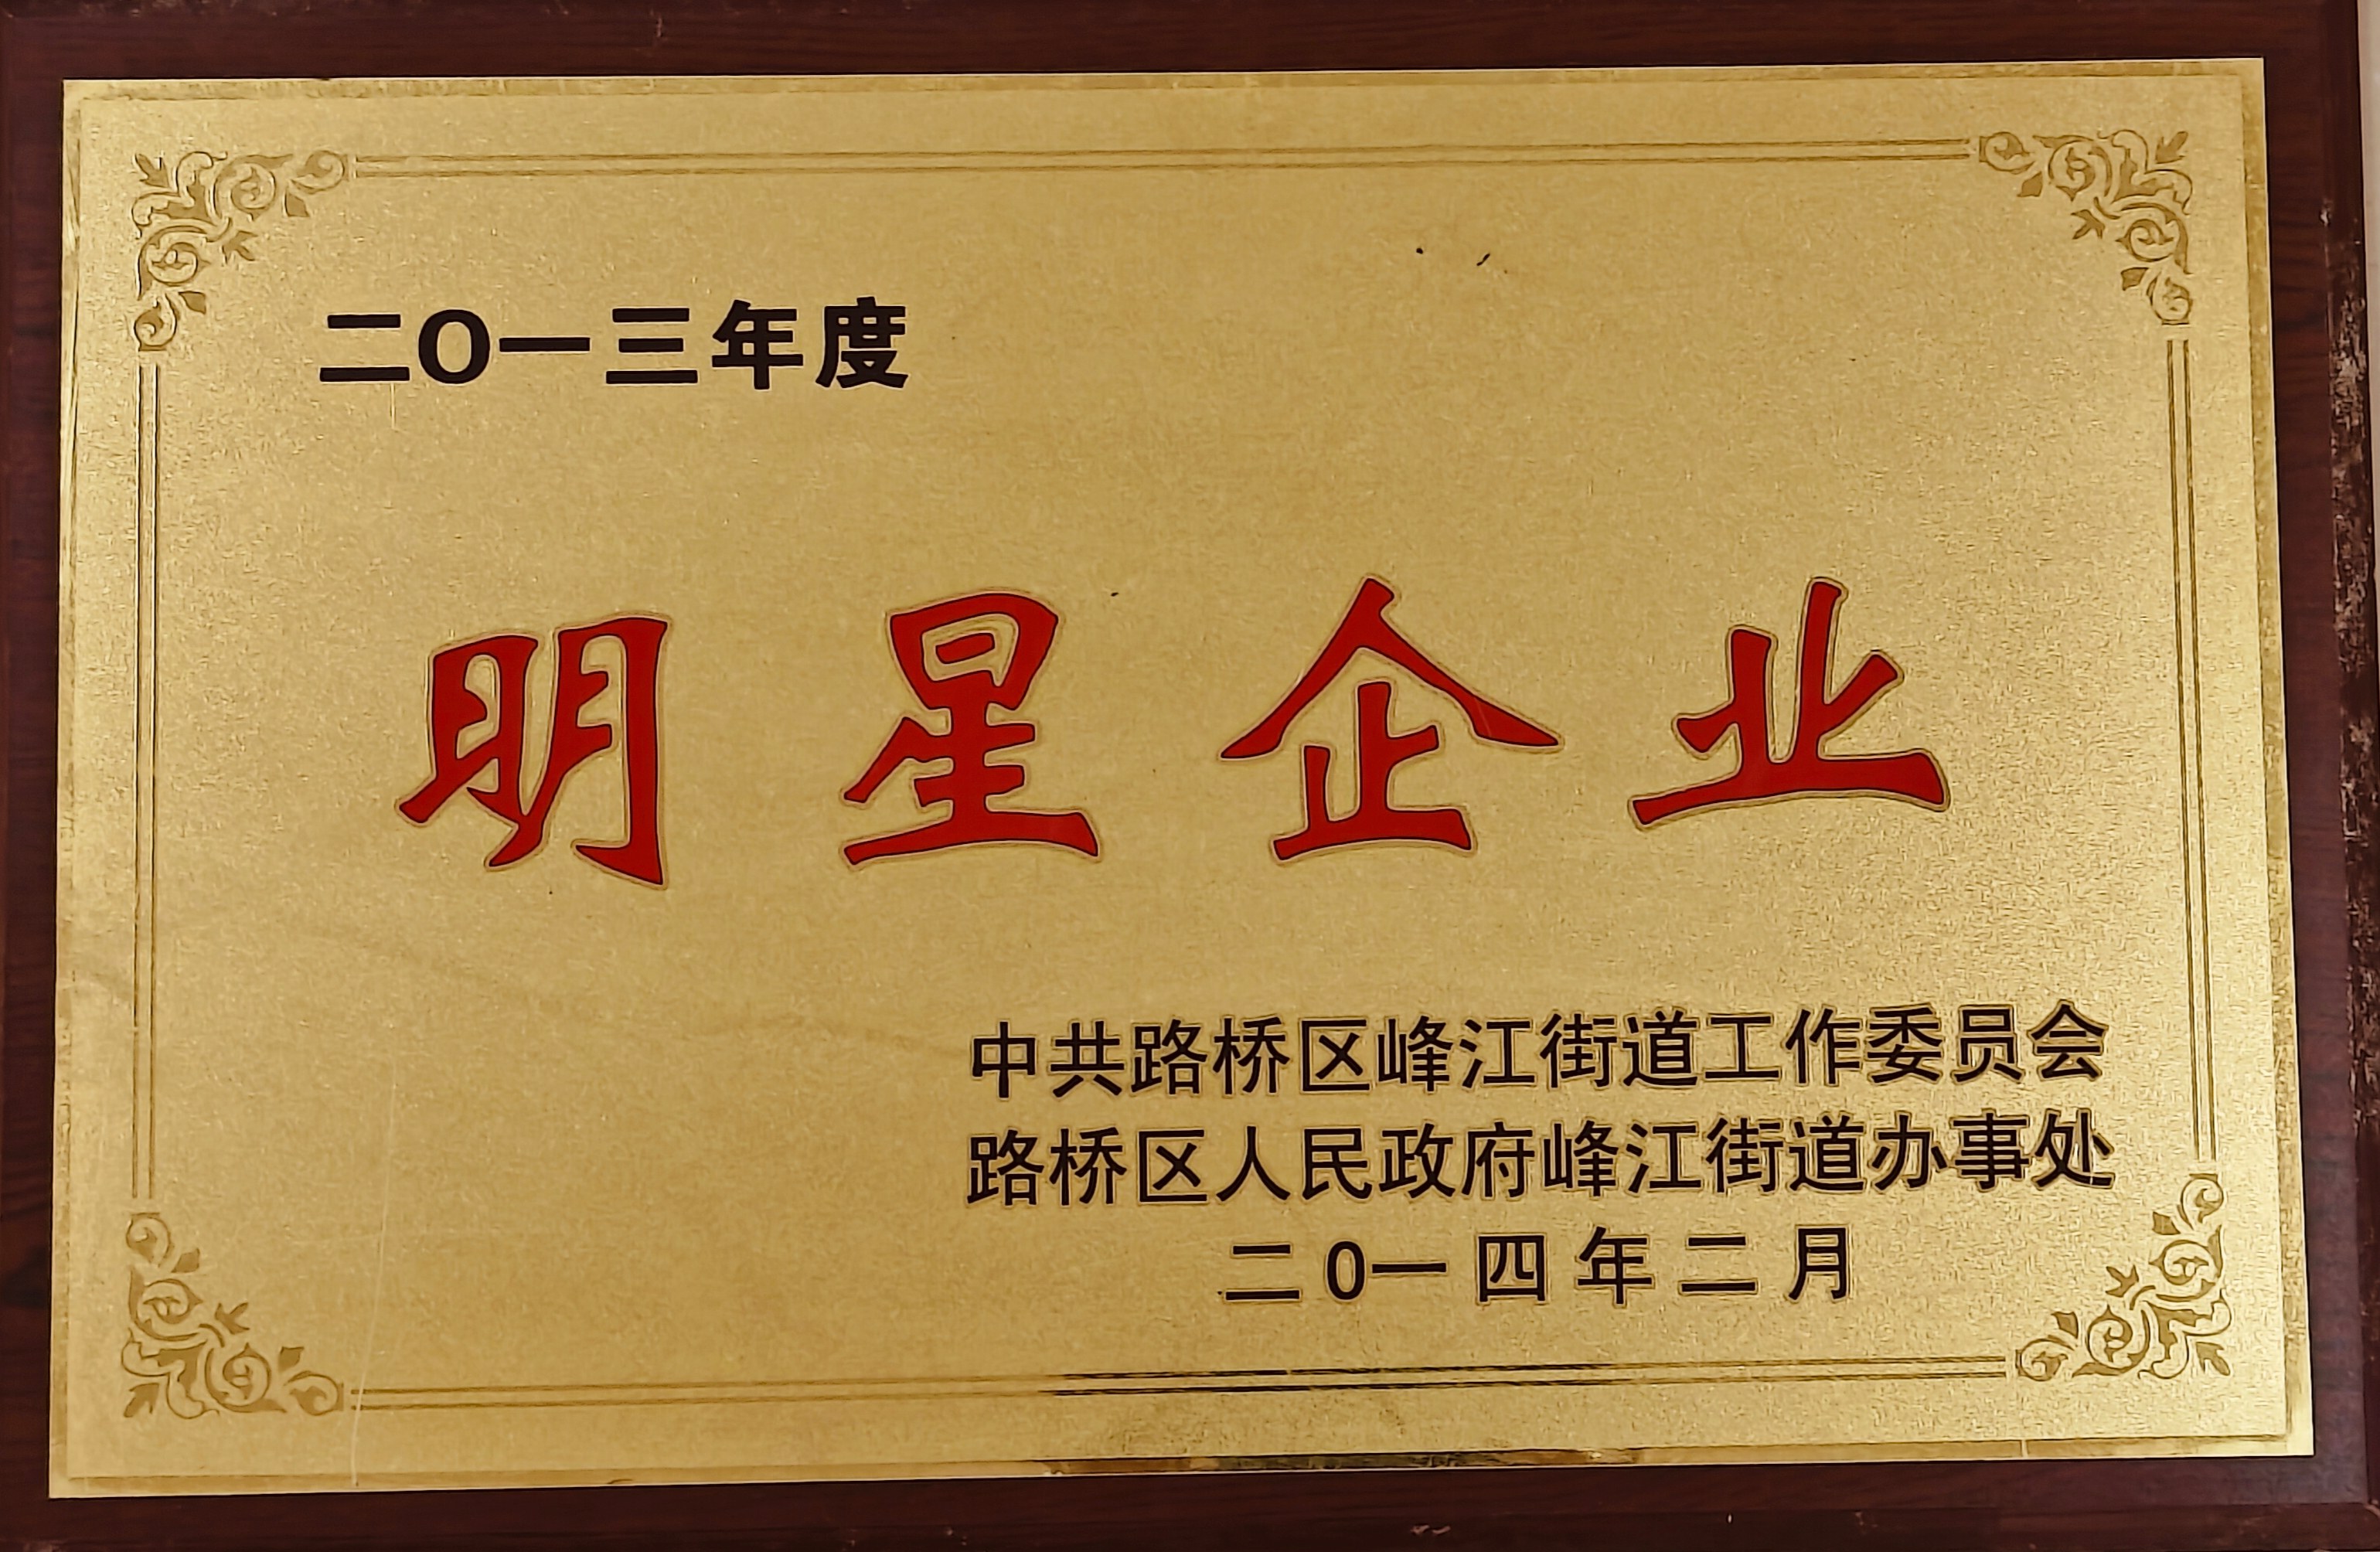 二〇一三年度
明星企业
中共路桥区峰江街道工作委员会
路桥区人民政府峰江街道办事处
二0一四年二月